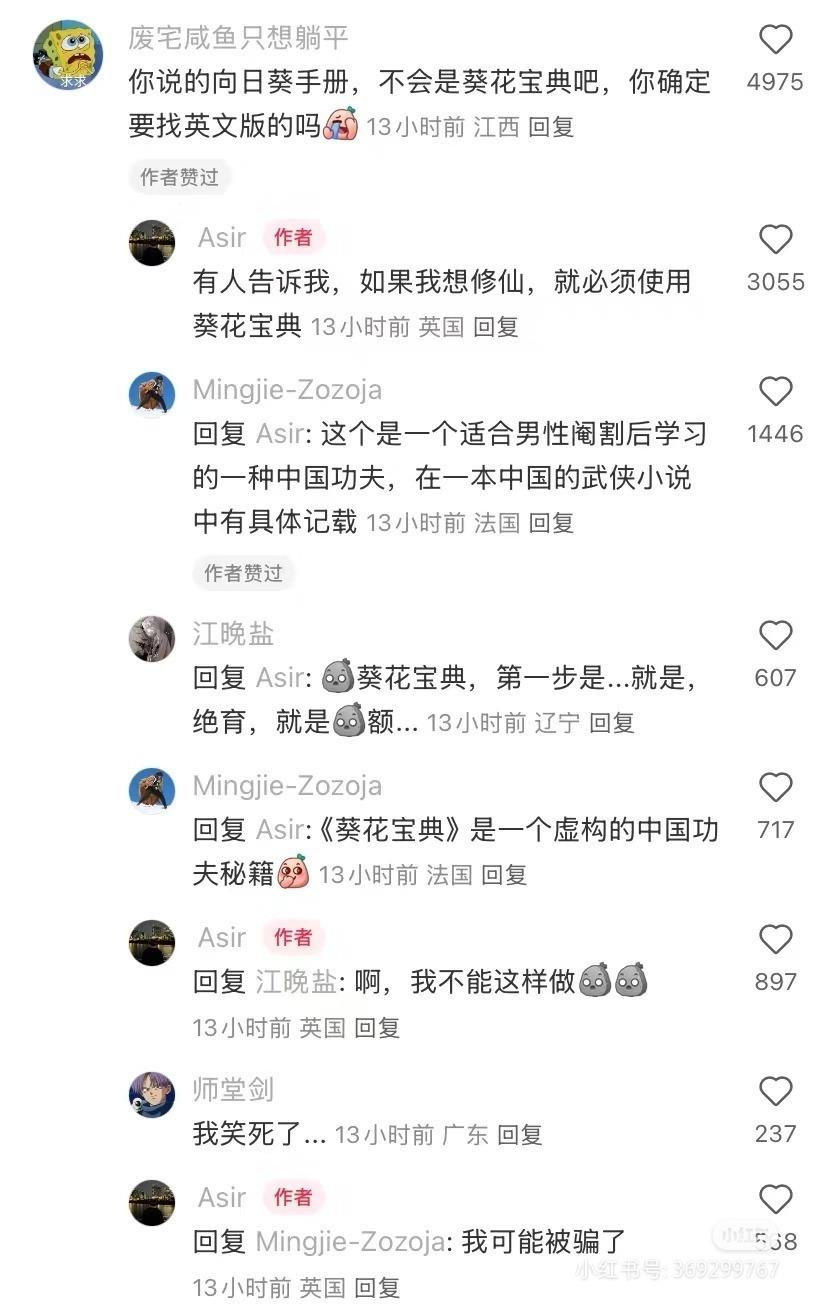 废宅咸鱼只想躺平
你说的向日葵手册，不会是葵花宝典吧，你确定
4975
要找英文版的吗 13小时前 江西 回复
作者赞过
求求
Asir 作者
有人告诉我，如果我想修仙，就必须使用
3055
葵花宝典 13小时前 英国 回复
Mingjie-Zozoja
回复 Asir: 这个是一个适合男性阉割后学习
1446
的一种中国功夫，在一本中国的武侠小说
中有具体记载 13小时前 法国 回复
作者赞过
江晚盐
回复 Asir: 葵花宝典，第一步是...就是，
607
绝育，就是额... 13小时前 辽宁 回复
Mingjie-Zozoja
回复 Asir:《葵花宝典》是一个虚构的中国功
717
夫秘籍 13小时前 法国 回复
Asir 作者
回复 江晚盐: 啊，我不能这样做
897
13小时前 英国 回复
师堂剑
我笑死了... 13小时前 广东 回复
237
Asir 作者
回复 Mingjie-Zozoja: 我可能被骗了
568
13小时前 英国 回复
小红书
小红书号: 369299767